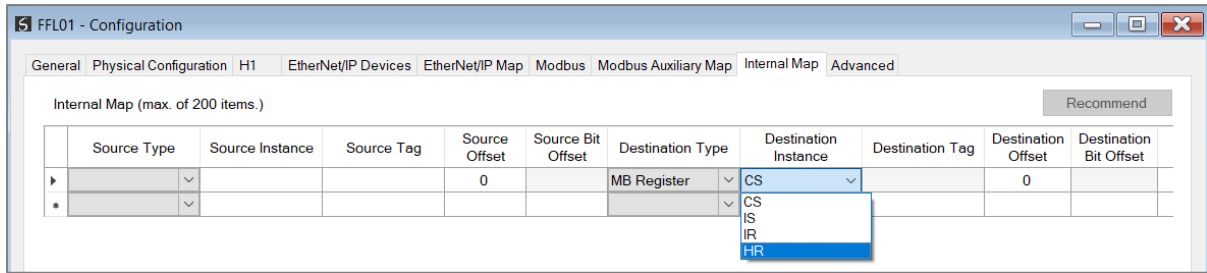 FFL01 - Configuration
General Physical Configuration H1 EtherNet/IP Devices EtherNet/IP Map Modbus Modbus Auxiliary Map Internal Map Advanced
Internal Map (max. of 200 items.) Recommend
Source Type Source Instance Source Tag Source Offset Source Bit Offset Destination Type Destination Instance Destination Tag Destination Offset Destination Bit Offset
0 MB Register CS 0
CS
IS
IR
HR